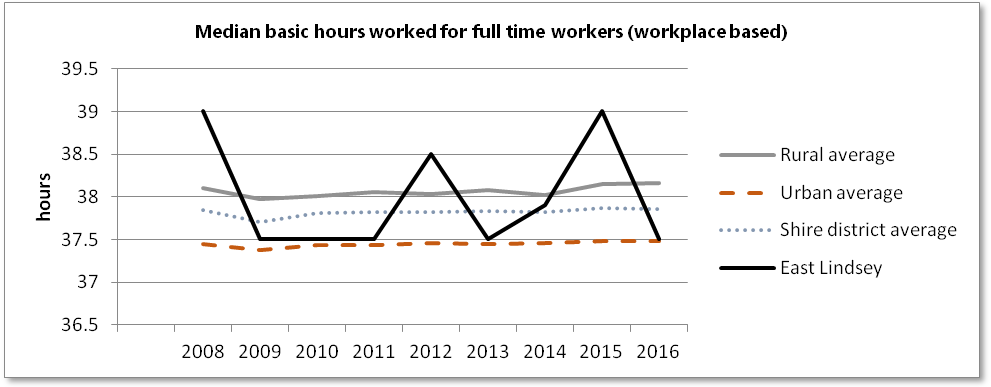 Median basic hours worked for full time workers (workplace based)
hours
39.5
39
38.5
38
37.5
37
36.5
2008 2009 2010 2011 2012 2013 2014 2015 2016
Rural average
Urban average
Shire district average
East Lindsey